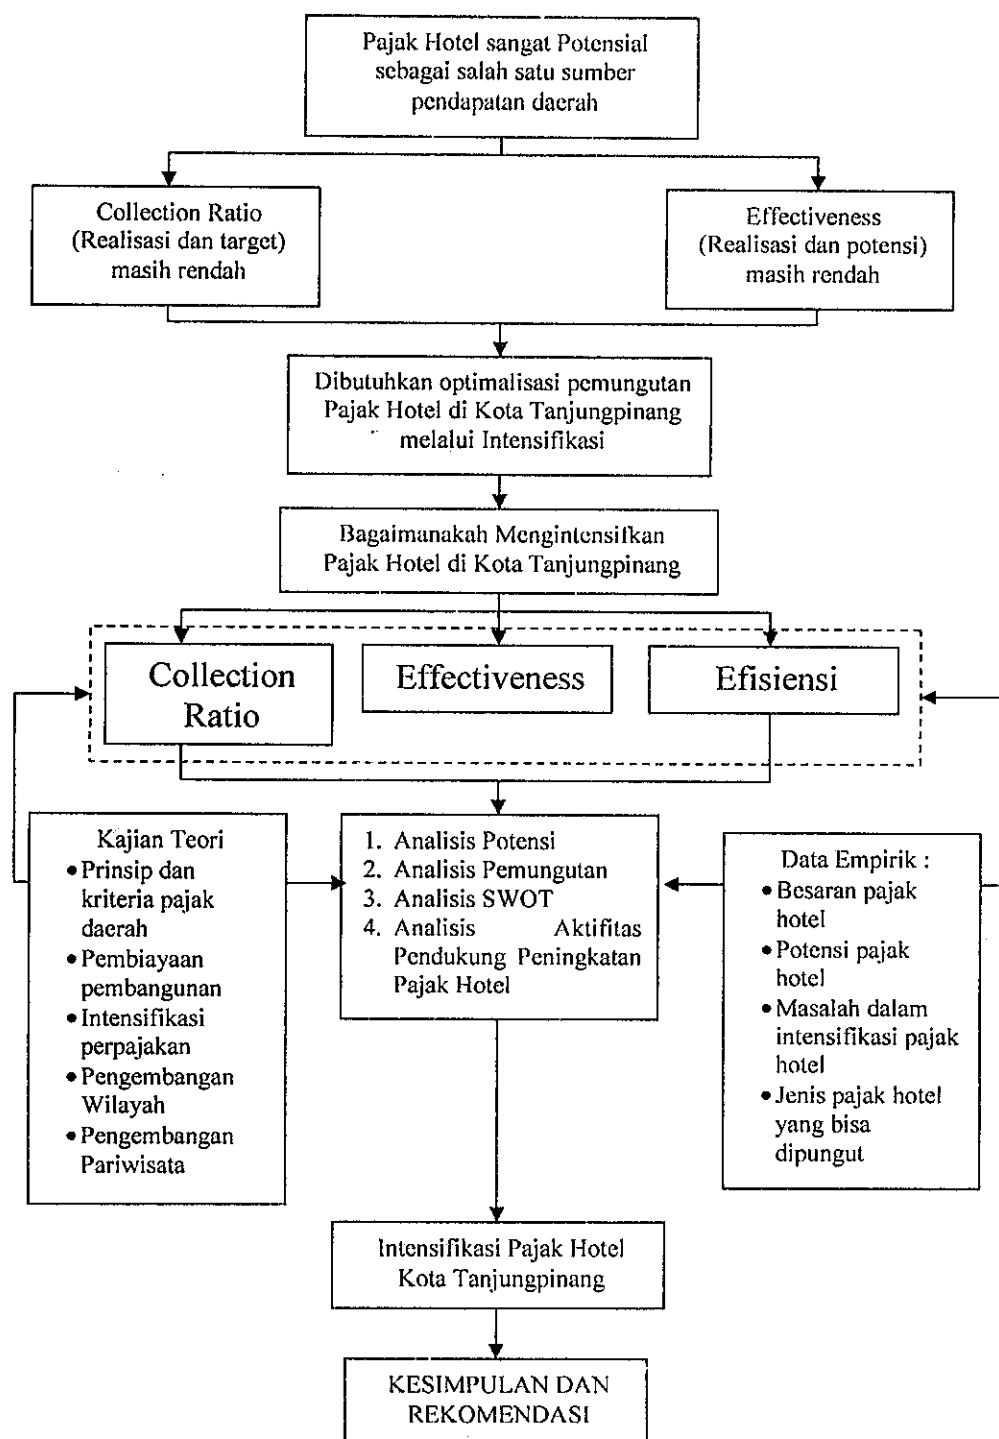 Pajak Hotel sangat Potensial
sebagai salah satu sumber
pendapatan daerah
Collection Ratio
(Realisasi dan target)
masih rendah
Effectiveness
(Realisasi dan potensi)
masih rendah
Dibutuhkan optimalisasi pemungutan
Pajak Hotel di Kota Tanjungpinang
melalui Intensifikasi
Bagaimanakah Mengintensifkan
Pajak Hotel di Kota Tanjungpinang
Collection
Ratio
Effectiveness
Efisiensi
Kajian Teori
• Prinsip dan
kriteria pajak
daerah
• Pembiayaan
pembangunan
• Intensifikasi
perpajakan
• Pengembangan
Wilayah
• Pengembangan
Pariwisata
1. Analisis Potensi
2. Analisis Pemungutan
3. Analisis SWOT
4. Analisis Aktifitas
Pendukung Peningkatan
Pajak Hotel
Data Empirik :
• Besaran pajak
hotel
• Potensi pajak
hotel
• Masalah dalam
intensifikasi pajak
hotel
• Jenis pajak hotel
yang bisa
dipungut
Intensifikasi Pajak Hotel
Kota Tanjungpinang
KESIMPULAN DAN
REKOMENDASI